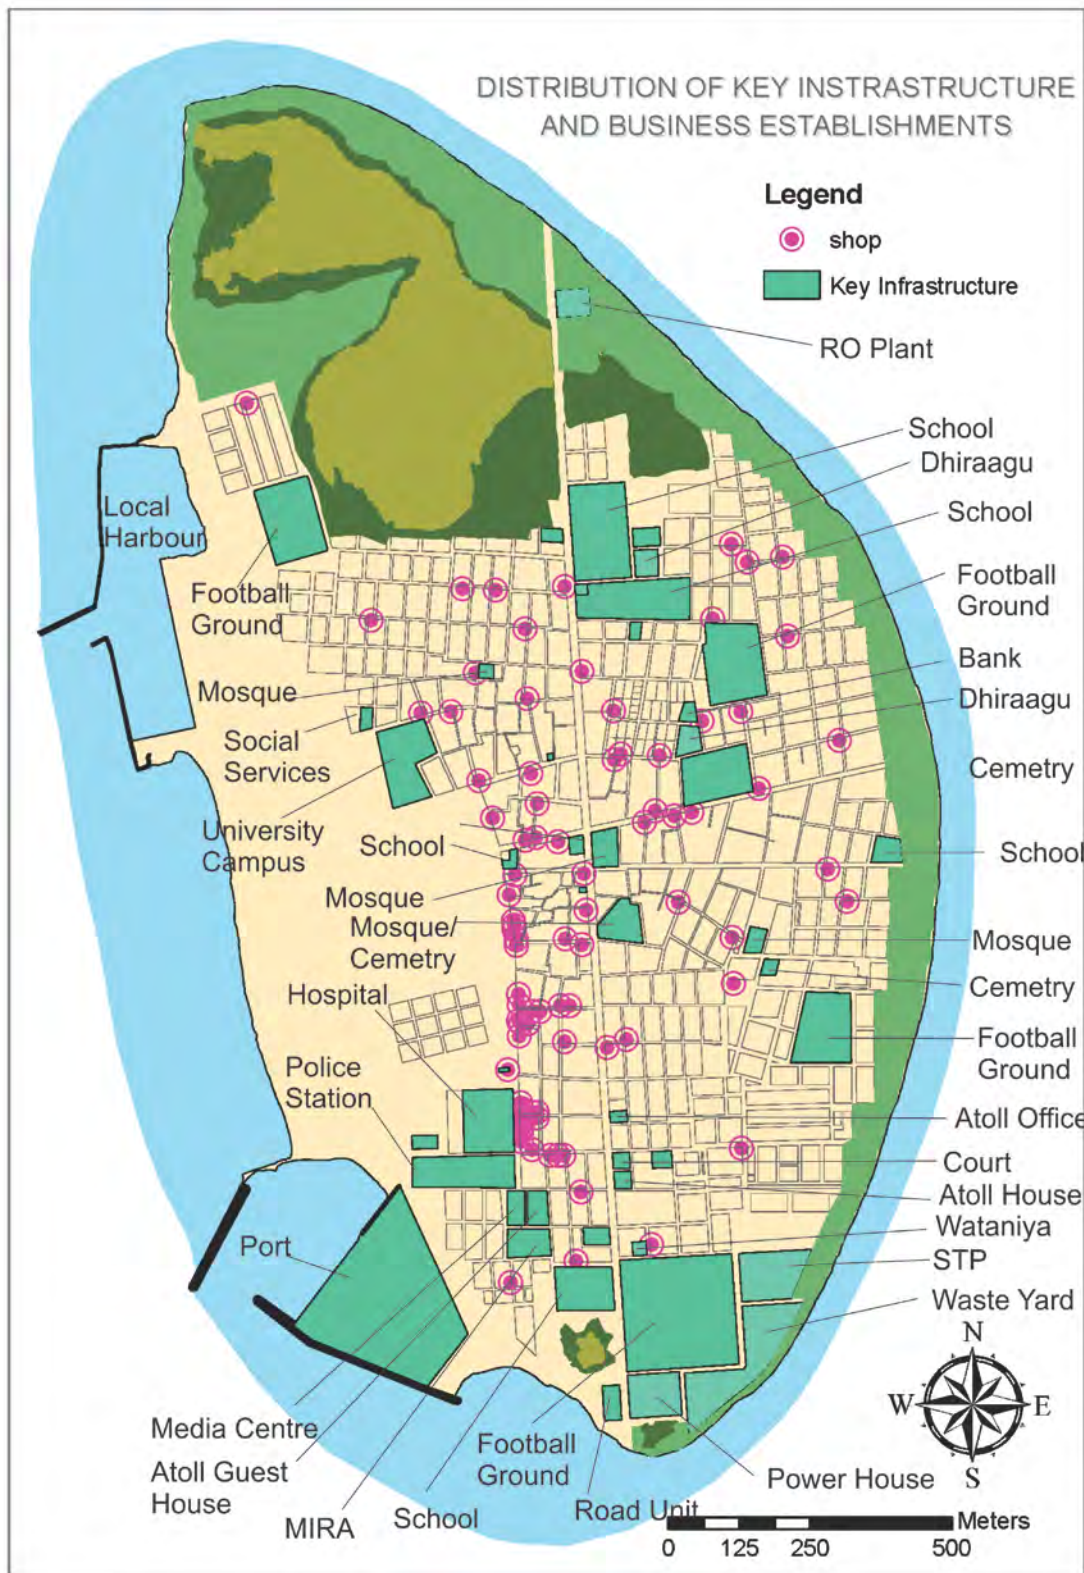 DISTRIBUTION OF KEY INSTRASTRUCTURE
AND BUSINESS ESTABLISHMENTS
Legend
shop
Key Infrastructure
RO Plant
School
Dhiraagu
School
Local
Harbour
Football
Ground
Football
Ground
Bank
Mosque
Dhiraagu
Social
Services
Cemetry
University
Campus
School
School
Mosque
Mosque/
Cemetry
Mosque
Hospital
Cemetry
Football
Ground
Police
Station
Atoll Office
Court
Atoll House
Wataniya
Port
STP
Waste Yard
N
W
E
S
Media Centre
Atoll Guest
House
MIRA
School
Football
Ground
Road Unit
Power House
Meters
0 125 250 500